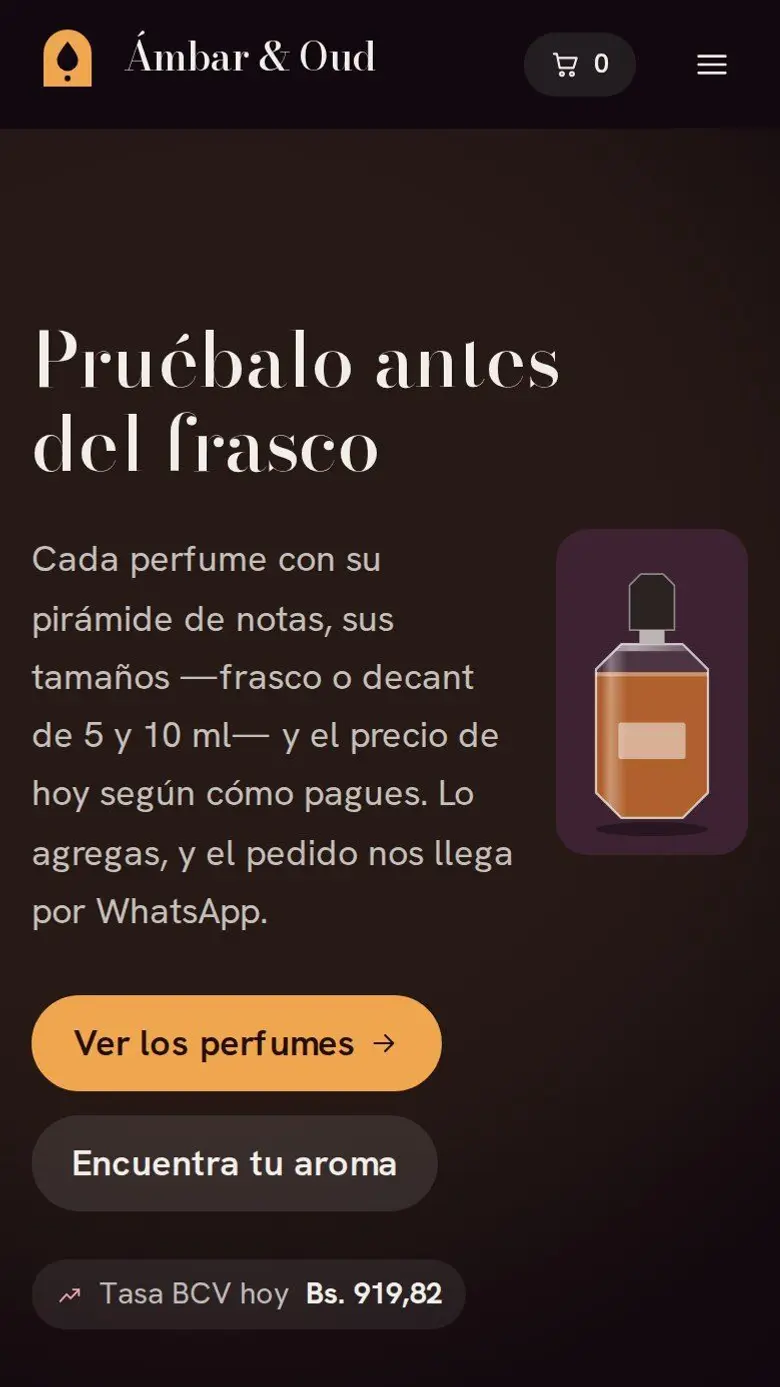 Ámbar & Oud
0
Pruébalo antes
del frasco
Cada perfume con su
pirámide de notas, sus
tamaños —frasco o decant
de 5 y 10 ml— y el precio de
hoy según cómo pagues. Lo
agregas, y el pedido nos llega
por WhatsApp.
Ver los perfumes →
Encuentra tu aroma
Tasa BCV hoy Bs. 919,82